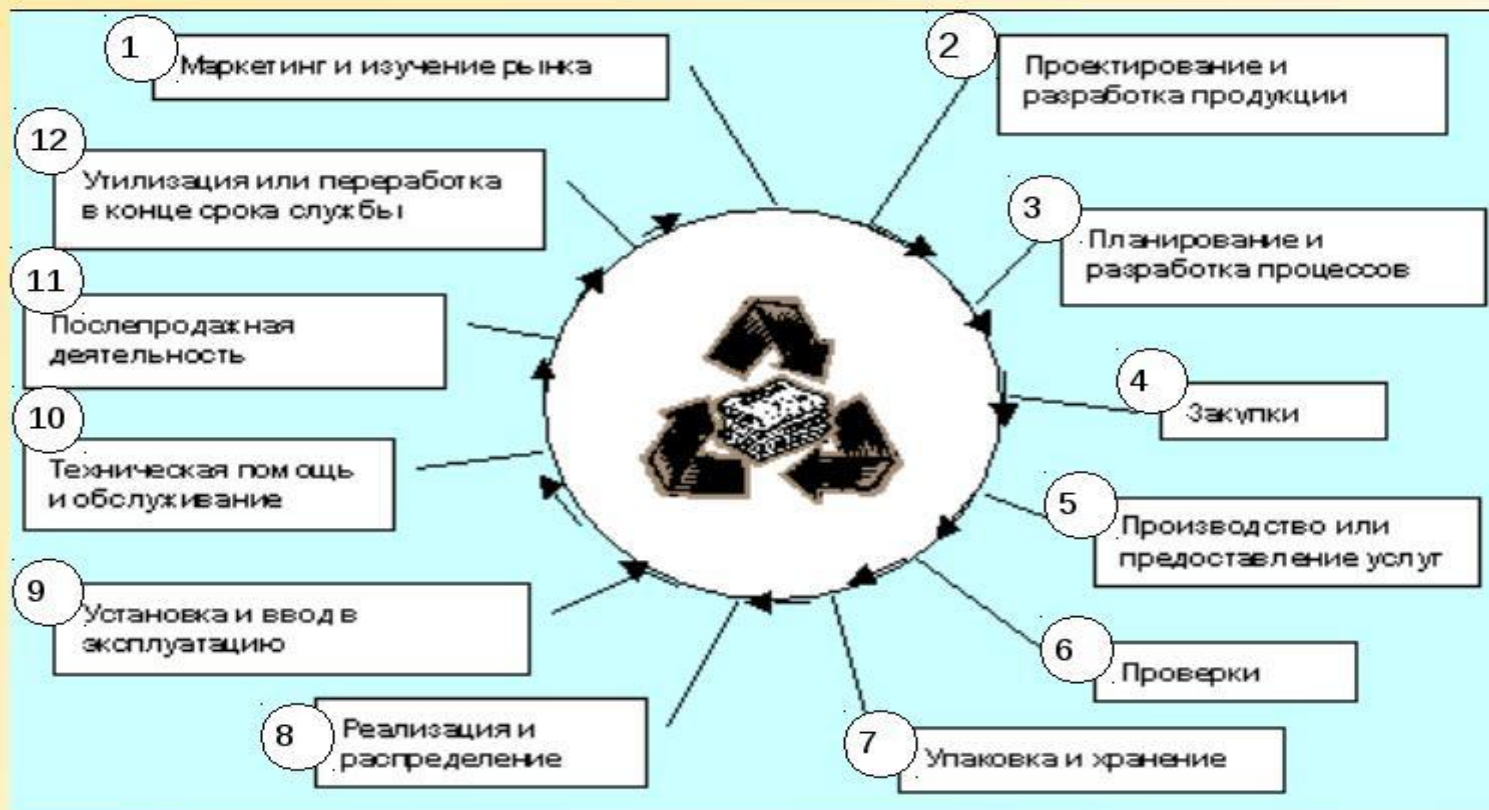 1
Маркетинг и изучение рынка
2
Проектирование и
разработка продукции
3
Планирование и
разработка процессов
4
Закупки
5
Производство или
предоставление услуг
6
Проверки
7
Упаковка и хранение
8
Реализация и
распределение
9
Установка и ввод в
эксплуатацию
10
Техническая помощь
и обслуживание
11
Послепродажная
деятельность
12
Утилизация или переработка
в конце срока службы